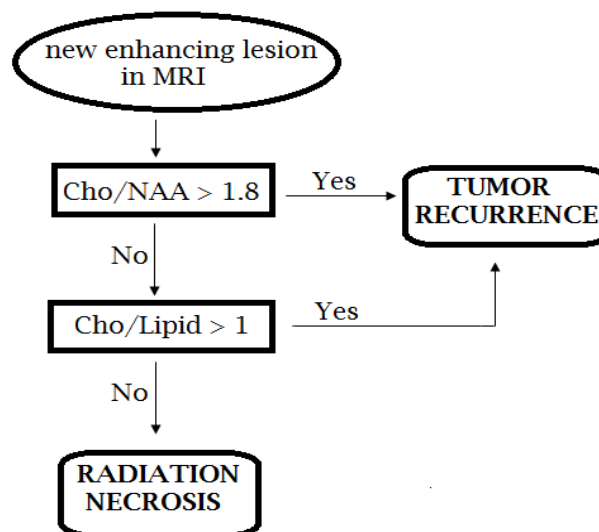 new enhancing lesion
in MRI
Cho/NAA > 1.8
Yes
TUMOR
RECURRENCE
No
Cho/Lipid > 1
Yes
No
RADIATION
NECROSIS